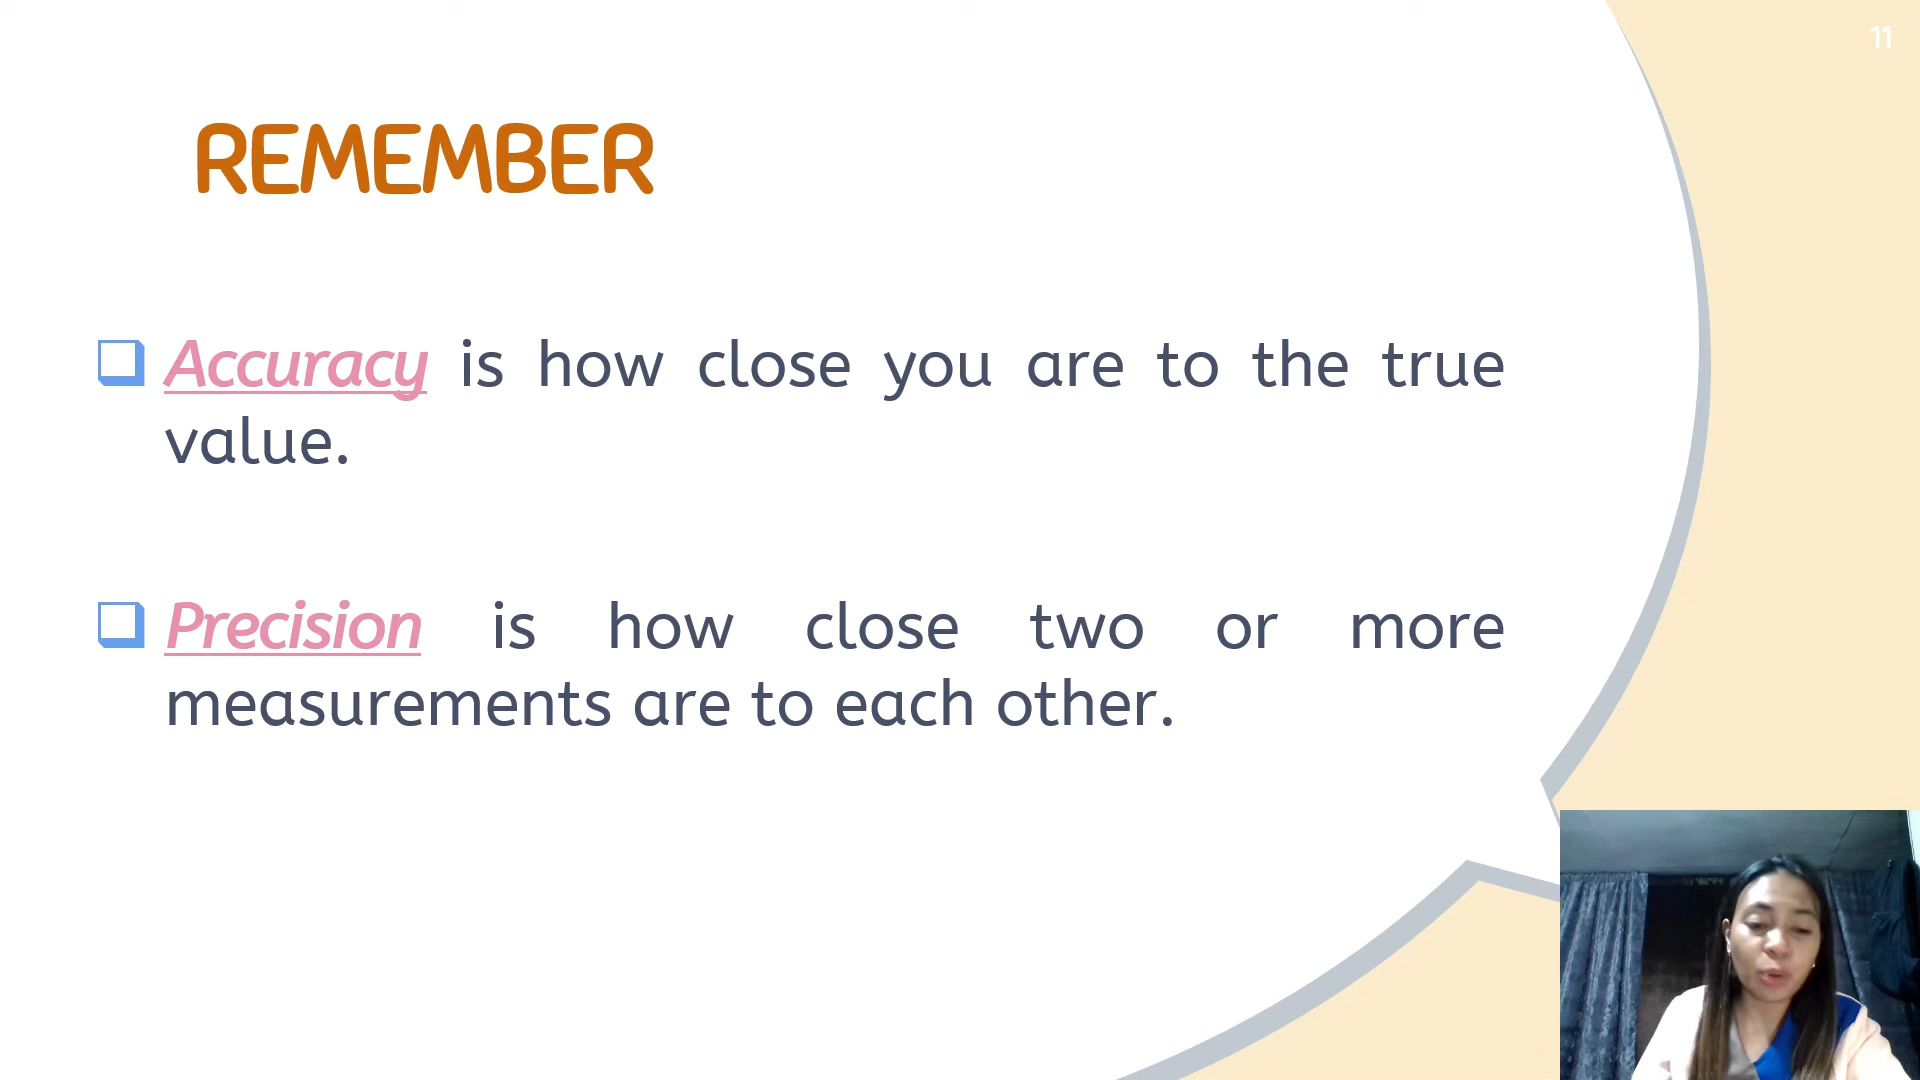 11
REMEMBER
Accuracy is how close you are to the true
value.
Precision is how close two or more
measurements are to each other.